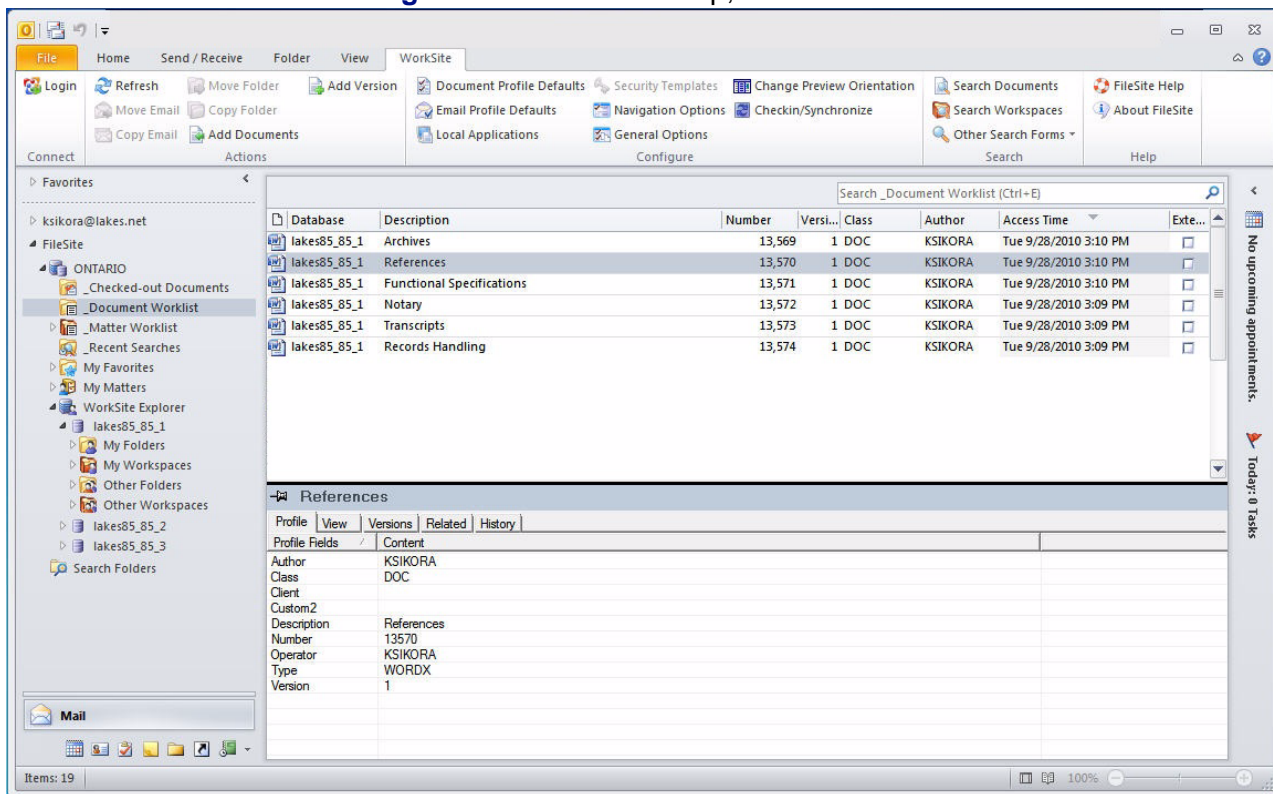 File Home Send / Receive Folder View WorkSite
Login Refresh Move Folder Add Version Document Profile Defaults Security Templates Change Preview Orientation Search Documents FileSite Help
Move Email Copy Folder Email Profile Defaults Navigation Options Checkin/Synchronize Search Workspaces About FileSite
Copy Email Add Documents Local Applications General Options Other Search Forms
Connect Actions Configure Search Help
Favorites
ksikora@lakes.net
FileSite
ONTARIO
_Checked-out Documents
_Document Worklist
_Matter Worklist
_Recent Searches
My Favorites
My Matters
WorkSite Explorer
lakes85_85_1
My Folders
My Workspaces
Other Folders
Other Workspaces
lakes85_85_2
lakes85_85_3
Search Folders
Mail
Search _Document Worklist (Ctrl+E)
Database Description Number Versi... Class Author Access Time Exte...
lakes85_85_1 Archives 13,569 1 DOC KSIKORA Tue 9/28/2010 3:10 PM
lakes85_85_1 References 13,570 1 DOC KSIKORA Tue 9/28/2010 3:10 PM
lakes85_85_1 Functional Specifications 13,571 1 DOC KSIKORA Tue 9/28/2010 3:10 PM
lakes85_85_1 Notary 13,572 1 DOC KSIKORA Tue 9/28/2010 3:09 PM
lakes85_85_1 Transcripts 13,573 1 DOC KSIKORA Tue 9/28/2010 3:09 PM
lakes85_85_1 Records Handling 13,574 1 DOC KSIKORA Tue 9/28/2010 3:09 PM
References
Profile View Versions Related History
Profile Fields Content
Author KSIKORA
Class DOC
Client
Custom2
Description References
Number 13570
Operator KSIKORA
Type WORDX
Version 1
No upcoming appointments.
Today: 0 Tasks
Items: 19 100%